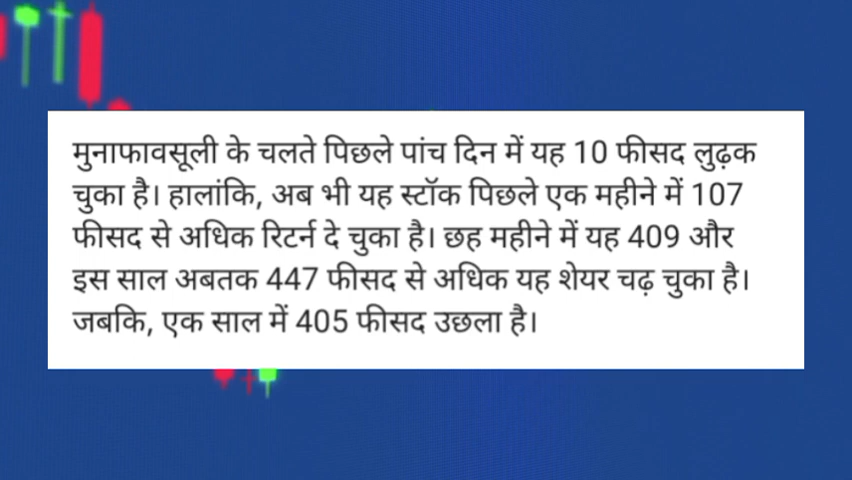 मुनाफावसूली के चलते पिछले पांच दिन में यह 10 फीसद लुढ़क
चुका है। हालांकि, अब भी यह स्टॉक पिछले एक महीने में 107
फीसद से अधिक रिटर्न दे चुका है। छह महीने में यह 409 और
इस साल अबतक 447 फीसद से अधिक यह शेयर चढ़ चुका है।
जबकि, एक साल में 405 फीसद उछला है।